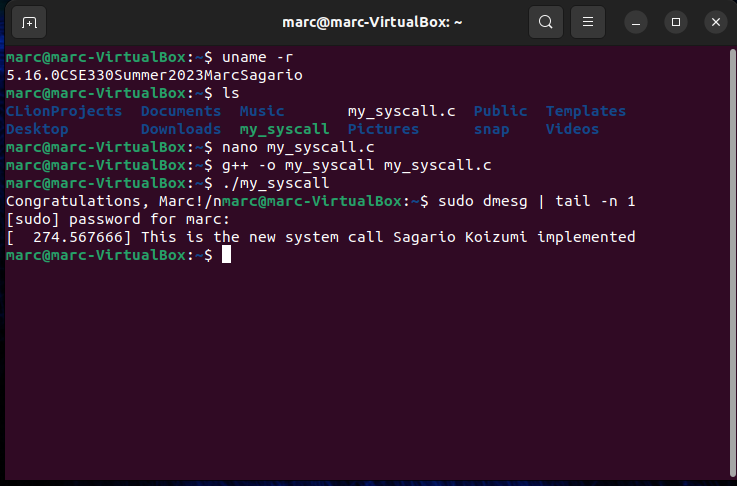 marc@marc-VirtualBox: ~
marc@marc-VirtualBox:~$ uname -r
5.16.0CSE330Summer2023MarcSagario
marc@marc-VirtualBox:~$ ls
CLionProjects Documents Music my_syscall.c Public Templates
Desktop Downloads my_syscall Pictures snap Videos
marc@marc-VirtualBox:~$ nano my_syscall.c
marc@marc-VirtualBox:~$ g++ -o my_syscall my_syscall.c
marc@marc-VirtualBox:~$ ./my_syscall
Congratulations, Marc!/nmarc@marc-VirtualBox:~$ sudo dmesg | tail -n 1
[sudo] password for marc:
[  274.567666] This is the new system call Sagario Koizumi implemented
marc@marc-VirtualBox:~$